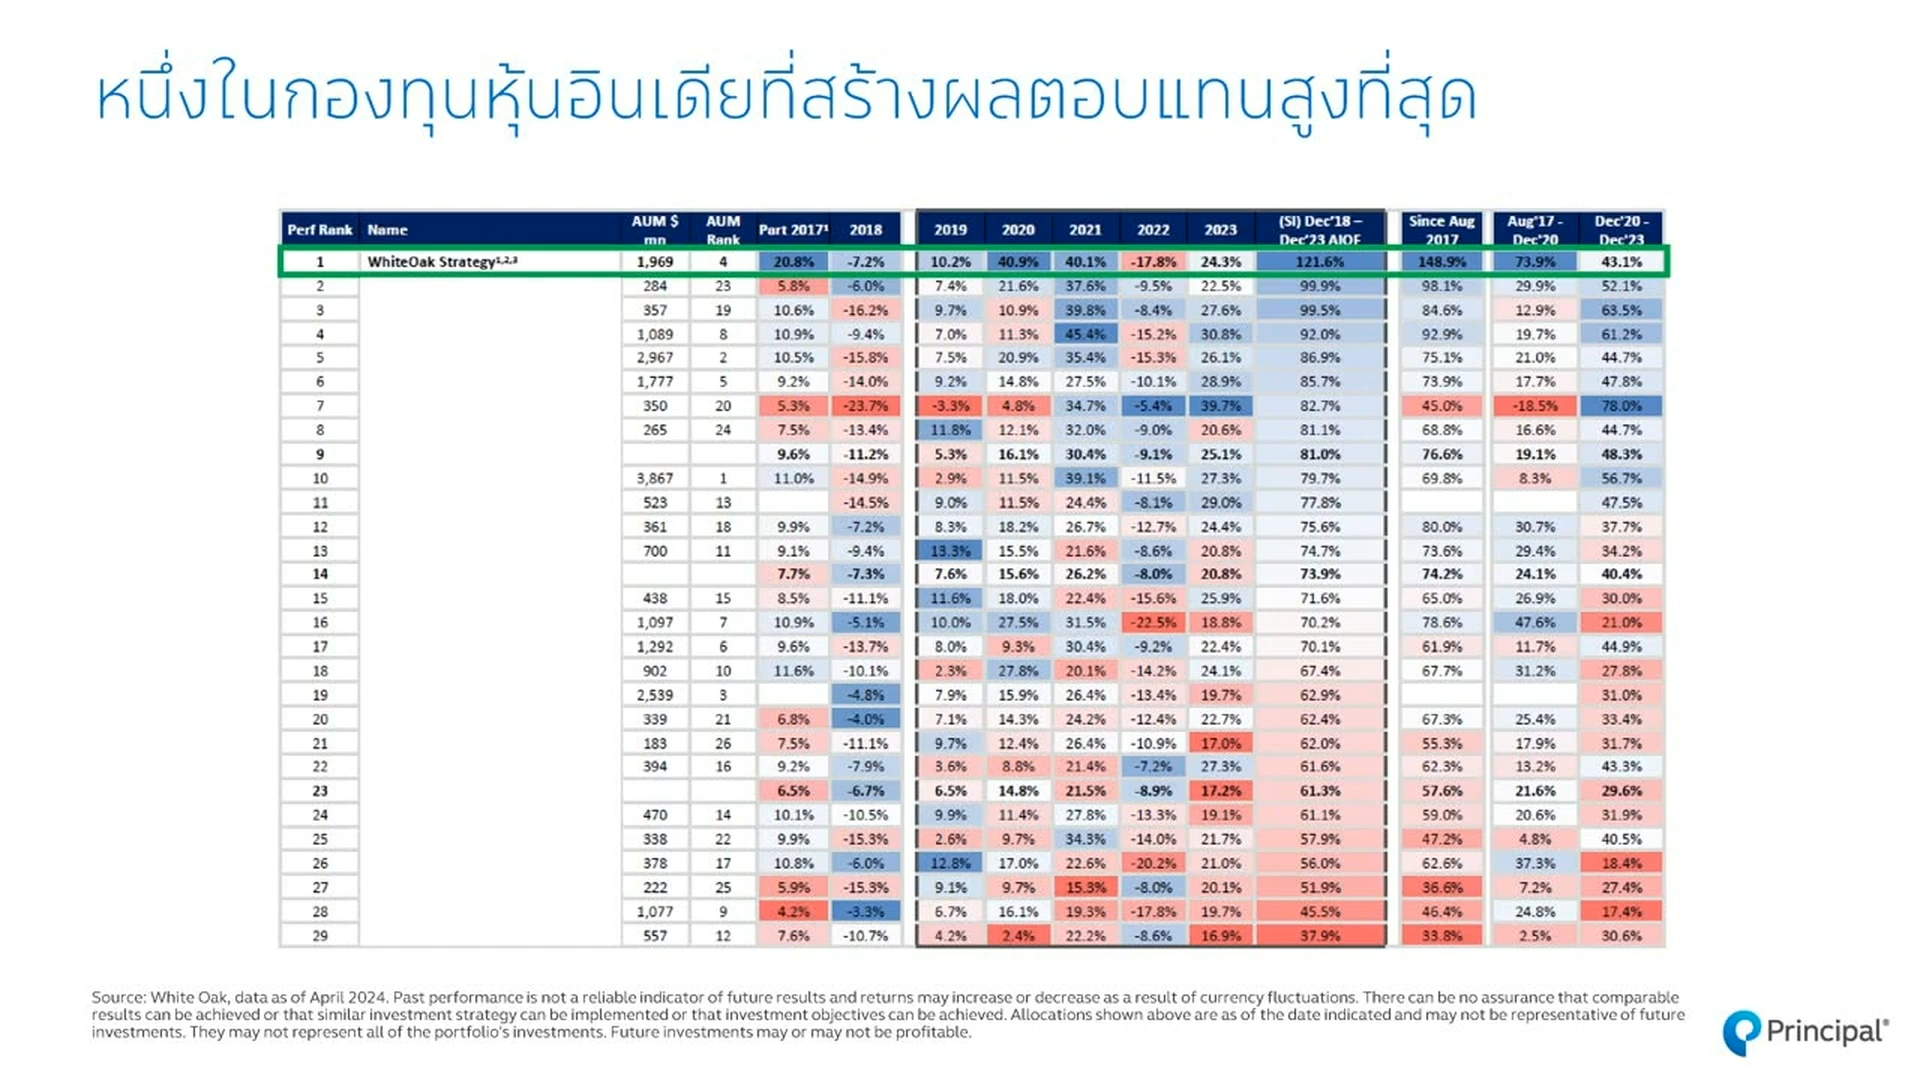 หนึ่งในกองทุนหุ้นอินเดียที่สร้างผลตอบแทนสูงที่สุด
Perf Rank Name AUM $ mn AUM Rank Part 2017¹ 2018 2019 2020 2021 2022 2023 (SI) Dec'18 – Dec'23 AIOF Since Aug 2017 Aug'17 - Dec'20 Dec'20 - Dec'23
1 WhiteOak Strategy¹,²,³ 1,969 4 20.8% -7.2% 10.2% 40.9% 40.1% -17.8% 24.3% 121.6% 148.9% 73.9% 43.1%
2 284 23 5.8% -6.0% 7.4% 21.6% 37.6% -9.5% 22.5% 99.9% 98.1% 29.9% 52.1%
3 357 19 10.6% -16.2% 9.7% 10.9% 39.8% -8.4% 27.6% 99.5% 84.6% 12.9% 63.5%
4 1,089 8 10.9% -9.4% 7.0% 11.3% 45.4% -15.2% 30.8% 92.0% 92.9% 19.7% 61.2%
5 2,967 2 10.5% -15.8% 7.5% 20.9% 35.4% -15.3% 26.1% 86.9% 75.1% 21.0% 44.7%
6 1,777 5 9.2% -14.0% 9.2% 14.8% 27.5% -10.1% 28.9% 85.7% 73.9% 17.7% 47.8%
7 350 20 5.3% -23.7% -3.3% 4.8% 34.7% -5.4% 39.7% 82.7% 45.0% -18.5% 78.0%
8 265 24 7.5% -13.4% 11.8% 12.1% 32.0% -9.0% 20.6% 81.1% 68.8% 16.6% 44.7%
9 9.6% -11.2% 5.3% 16.1% 30.4% -9.1% 25.1% 81.0% 76.6% 19.1% 48.3%
10 3,867 1 11.0% -14.9% 2.9% 11.5% 39.1% -11.5% 27.3% 79.7% 69.8% 8.3% 56.7%
11 523 13 -14.5% 9.0% 11.5% 24.4% -8.1% 29.0% 77.8% 47.5%
12 361 18 9.9% -7.2% 8.3% 18.2% 26.7% -12.7% 24.4% 75.6% 80.0% 30.7% 37.7%
13 700 11 9.1% -9.4% 13.3% 15.5% 21.6% -8.6% 20.8% 74.7% 73.6% 29.4% 34.2%
14 7.7% -7.3% 7.6% 15.6% 26.2% -8.0% 20.8% 73.9% 74.2% 24.1% 40.4%
15 438 15 8.5% -11.1% 11.6% 18.0% 22.4% -15.6% 25.9% 71.6% 65.0% 26.9% 30.0%
16 1,097 7 10.9% -5.1% 10.0% 27.5% 31.5% -22.5% 18.8% 70.2% 78.6% 47.6% 21.0%
17 1,292 6 9.6% -13.7% 8.0% 9.3% 30.4% -9.2% 22.4% 70.1% 61.9% 11.7% 44.9%
18 902 10 11.6% -10.1% 2.3% 27.8% 20.1% -14.2% 24.1% 67.4% 67.7% 31.2% 27.8%
19 2,539 3 -4.8% 7.9% 15.9% 26.4% -13.4% 19.7% 62.9% 31.0%
20 339 21 6.8% -4.0% 7.1% 14.3% 24.2% -12.4% 22.7% 62.4% 67.3% 25.4% 33.4%
21 183 26 7.5% -11.1% 9.7% 12.4% 26.4% -10.9% 17.0% 62.0% 55.3% 17.9% 31.7%
22 394 16 9.2% -7.9% 3.6% 8.8% 21.4% -7.2% 27.3% 61.6% 62.3% 13.2% 43.3%
23 6.5% -6.7% 6.5% 14.8% 21.5% -8.9% 17.2% 61.3% 57.6% 21.6% 29.6%
24 470 14 10.1% -10.5% 9.9% 11.4% 27.8% -13.3% 19.1% 61.1% 59.0% 20.6% 31.9%
25 338 22 9.9% -15.3% 2.6% 9.7% 34.3% -14.0% 21.7% 57.9% 47.2% 4.8% 40.5%
26 378 17 10.8% -6.0% 12.8% 17.0% 22.6% -20.2% 21.0% 56.0% 62.6% 37.3% 18.4%
27 222 25 5.9% -15.3% 9.1% 9.7% 15.3% -8.0% 20.1% 51.9% 36.6% 7.2% 27.4%
28 1,077 9 4.2% -3.3% 6.7% 16.1% 19.3% -17.8% 19.7% 45.5% 46.4% 24.8% 17.4%
29 557 12 7.6% -10.7% 4.2% 2.4% 22.2% -8.6% 16.9% 37.9% 33.8% 2.5% 30.6%
Source: White Oak, data as of April 2024. Past performance is not a reliable indicator of future results and returns may increase or decrease as a result of currency fluctuations. There can be no assurance that comparable
results can be achieved or that similar investment strategy can be implemented or that investment objectives can be achieved. Allocations shown above are as of the date indicated and may not be representative of future
investments. They may not represent all of the portfolio's investments. Future investments may or may not be profitable.
Principal®